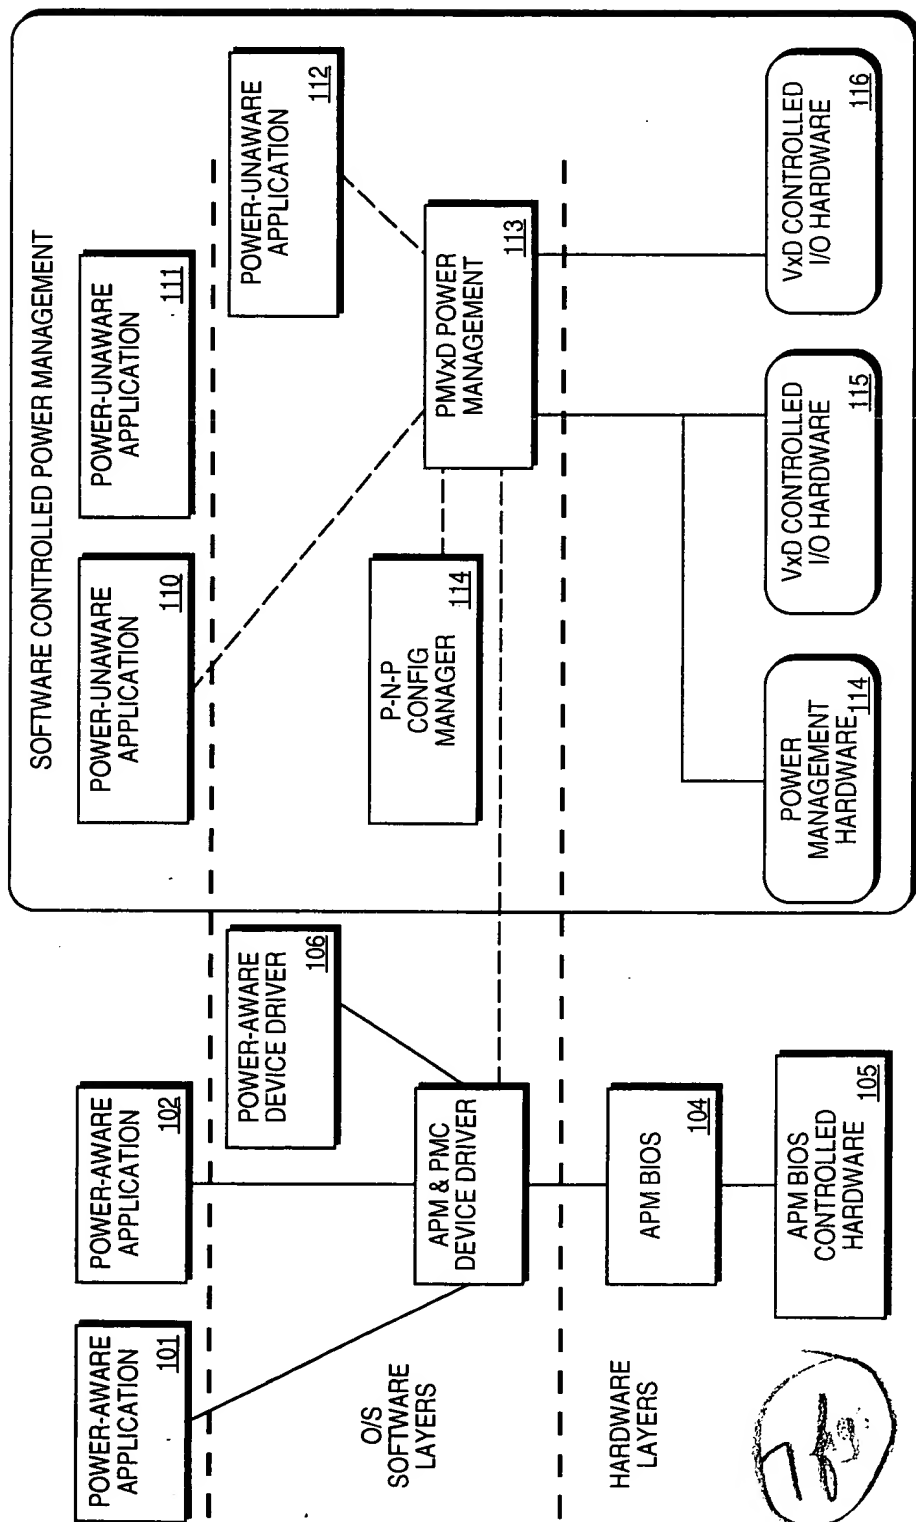 SOFTWARE CONTROLLED POWER MANAGEMENT
POWER-AWARE
APPLICATION
101
POWER-AWARE
APPLICATION
102
POWER-UNAWARE
APPLICATION
110
POWER-UNAWARE
APPLICATION
111
POWER-AWARE
DEVICE DRIVER
106
POWER-UNAWARE
APPLICATION
112
O/S
SOFTWARE
LAYERS
APM & PMC
DEVICE DRIVER
P-N-P
CONFIG
MANAGER
114
PMVxD POWER
MANAGEMENT
113
HARDWARE
LAYERS
APM BIOS
104
APM BIOS
CONTROLLED
HARDWARE
105
POWER
MANAGEMENT
HARDWARE
114
VxD CONTROLLED
I/O HARDWARE
115
VxD CONTROLLED
I/O HARDWARE
116